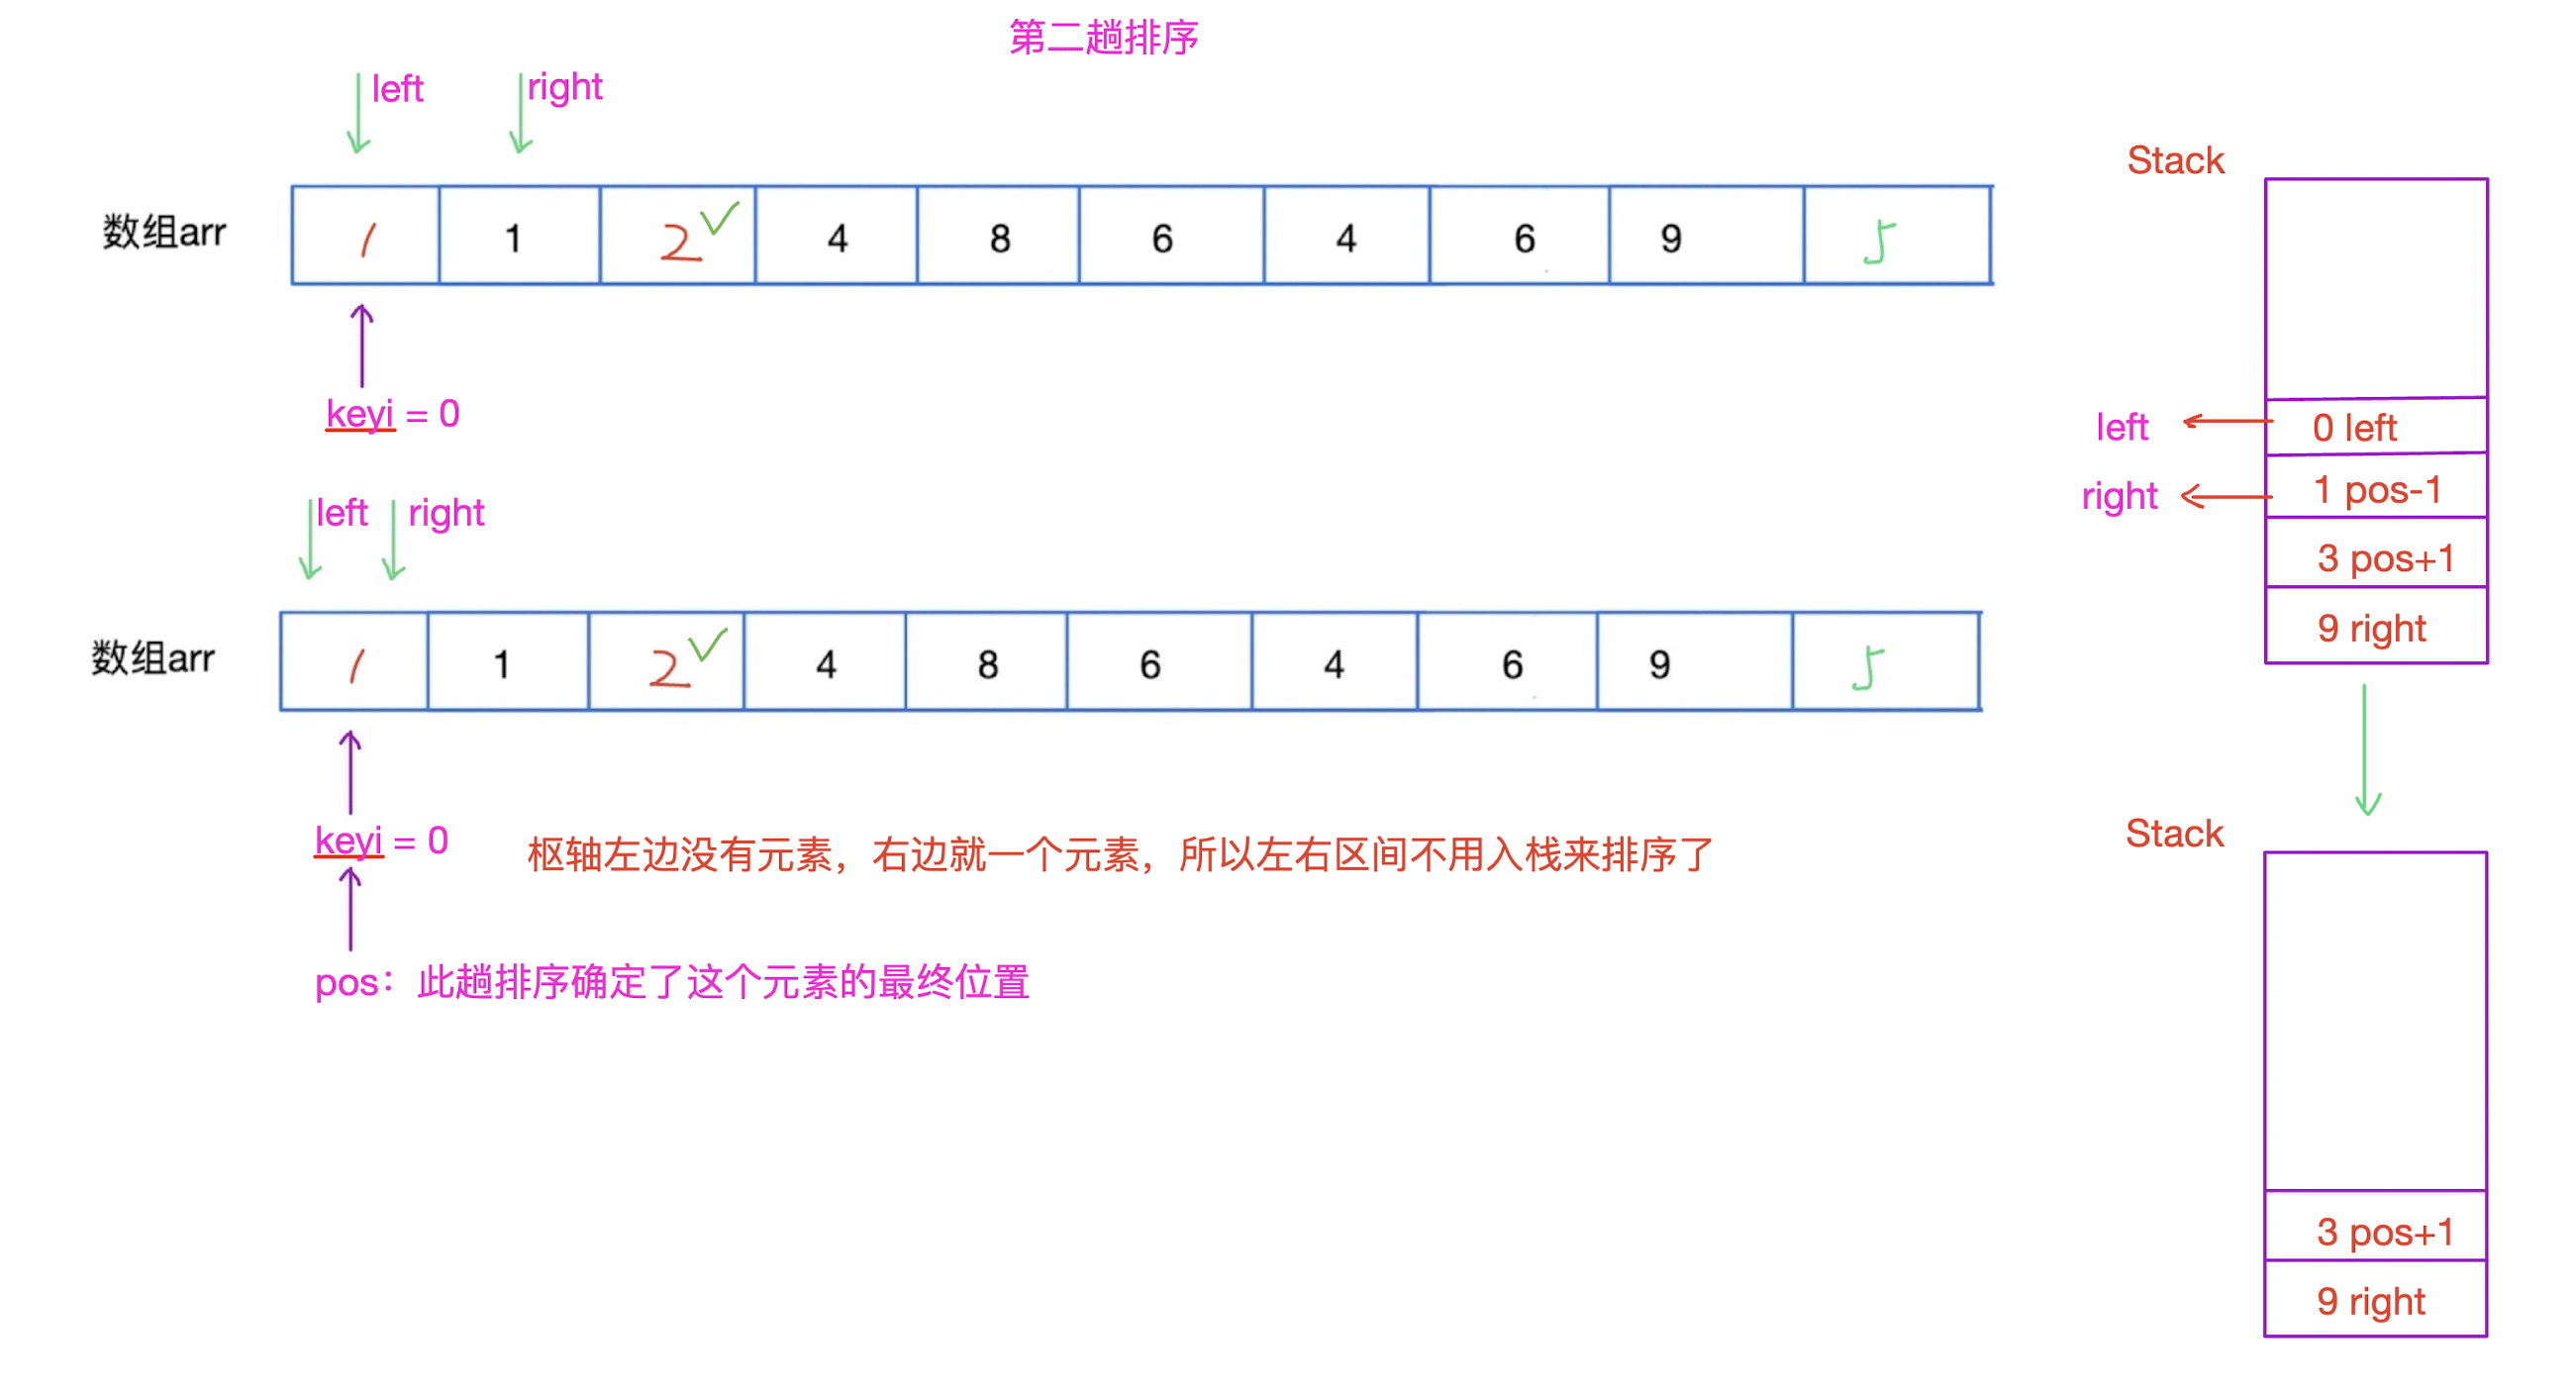 第二趟排序
left right
Stack
数组arr 1 1 2 4 8 6 4 6 9 5
keyi = 0
left 0 left
right 1 pos-1
3 pos+1
9 right
left right
数组arr 1 1 2 4 8 6 4 6 9 5
keyi = 0
枢轴左边没有元素，右边就一个元素，所以左右区间不用入栈来排序了
pos：此趟排序确定了这个元素的最终位置
Stack
3 pos+1
9 right